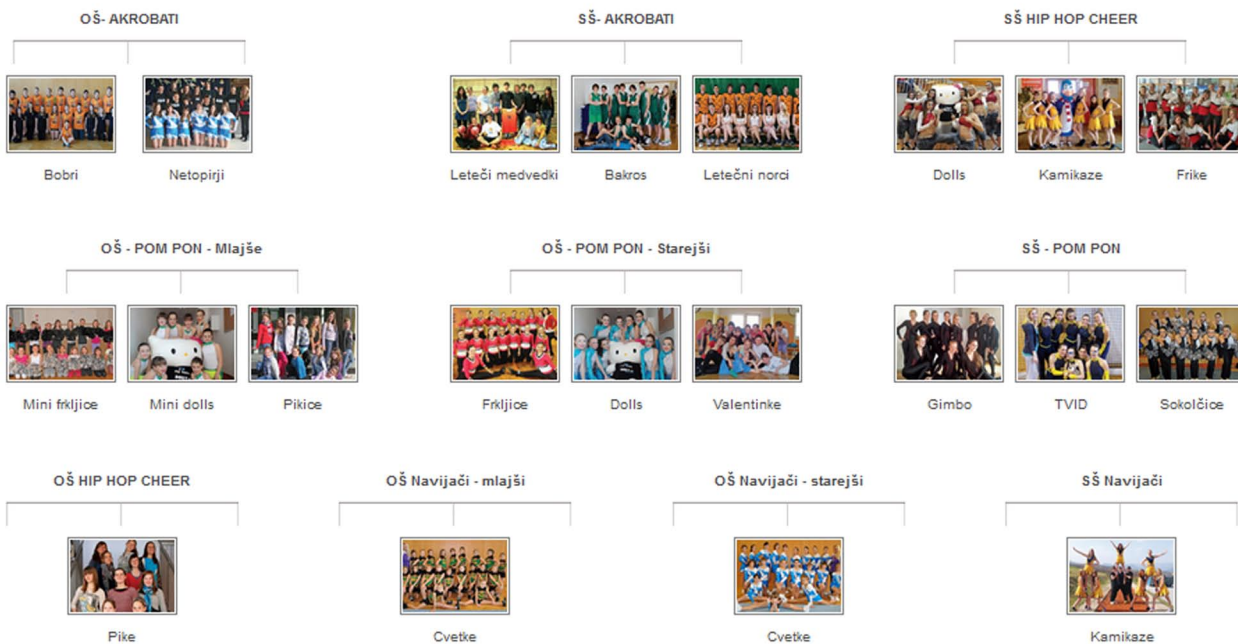 OŠ- AKROBATI
SŠ- AKROBATI
SŠ HIP HOP CHEER
Bobri
Netopirji
Leteči medvedki
Bakros
Letečni norci
Dolls
Kamikaze
Frike
OŠ - POM PON - Mlajše
OŠ - POM PON - Starejši
SŠ - POM PON
Mini frkljice
Mini dolls
Pikice
Frkljice
Dolls
Valentinke
Gimbo
TVID
Sokolčice
OŠ HIP HOP CHEER
OŠ Navijači - mlajši
OŠ Navijači - starejši
SŠ Navijači
Pike
Cvetke
Cvetke
Kamikaze